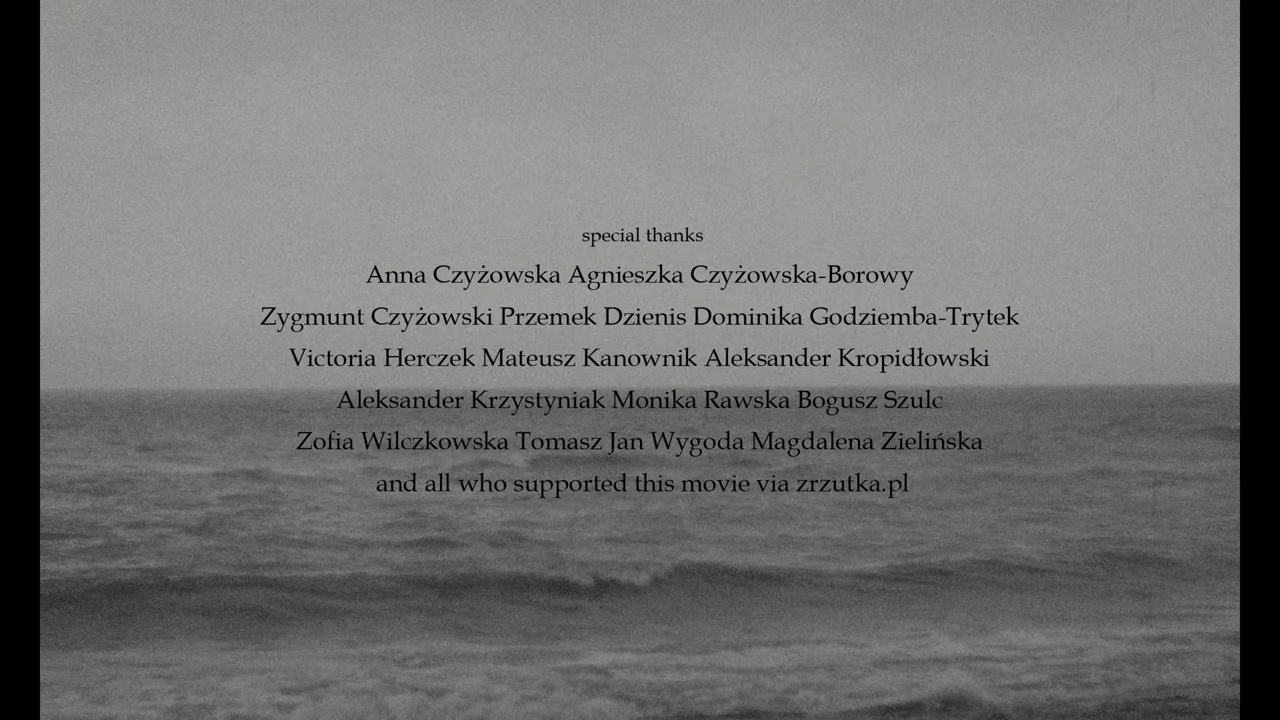 special thanks
Anna Czyżowska Agnieszka Czyżowska-Borowy
Zygmunt Czyżowski Przemek Dzienis Dominika Godziemba-Trytek
Victoria Herczek Mateusz Kanownik Aleksander Kropidłowski
Aleksander Krzystyniak Monika Rawska Bogusz Szulc
Zofia Wilczkowska Tomasz Jan Wygoda Magdalena Zielińska
and all who supported this movie via zrzutka.pl